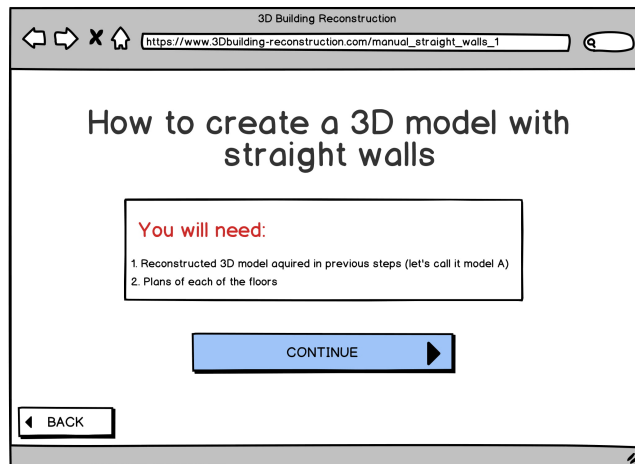 3D Building Reconstruction
https://www.3Dbuilding-reconstruction.com/manual_straight_walls_1
How to create a 3D model with
straight walls
You will need:
1. Reconstructed 3D model aquired in previous steps (let's call it model A)
2. Plans of each of the floors
CONTINUE
BACK